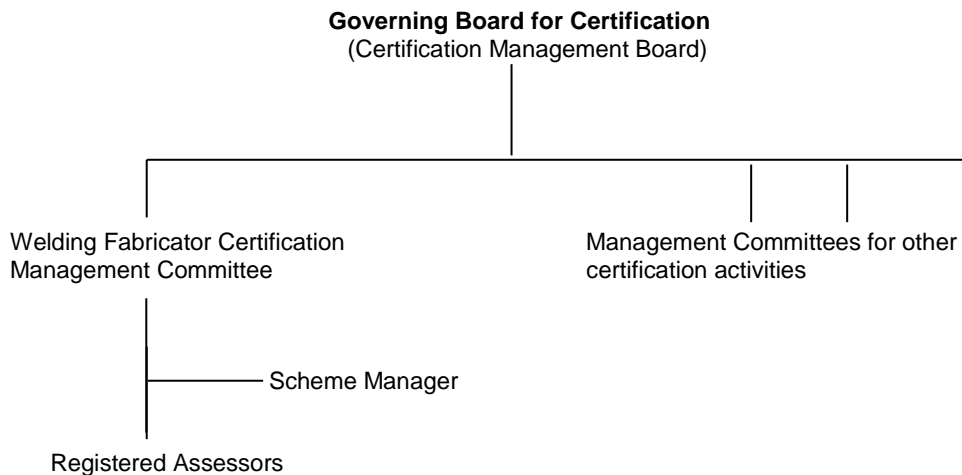 Governing Board for Certification
(Certification Management Board)
Welding Fabricator Certification
Management Committee
Management Committees for other
certification activities
Scheme Manager
Registered Assessors